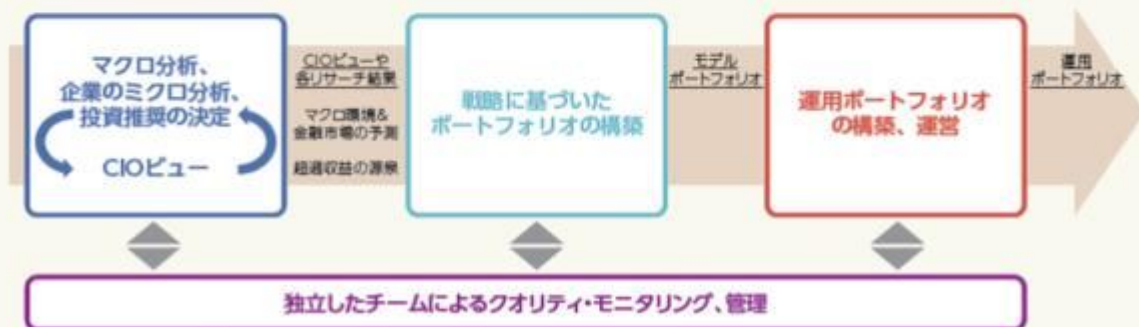 マクロ分析、
企業のミクロ分析、
投資推奨の決定
CIOビュー
CIOビューや
各リサーチ結果
マクロ環境&
金融市場の予測
超過収益の源泉
戦略に基づいた
ポートフォリオの構築
モデル
ポートフォリオ
運用ポートフォリオ
の構築、運営
運用
ポートフォリオ
独立したチームによるクオリティ・モニタリング、管理